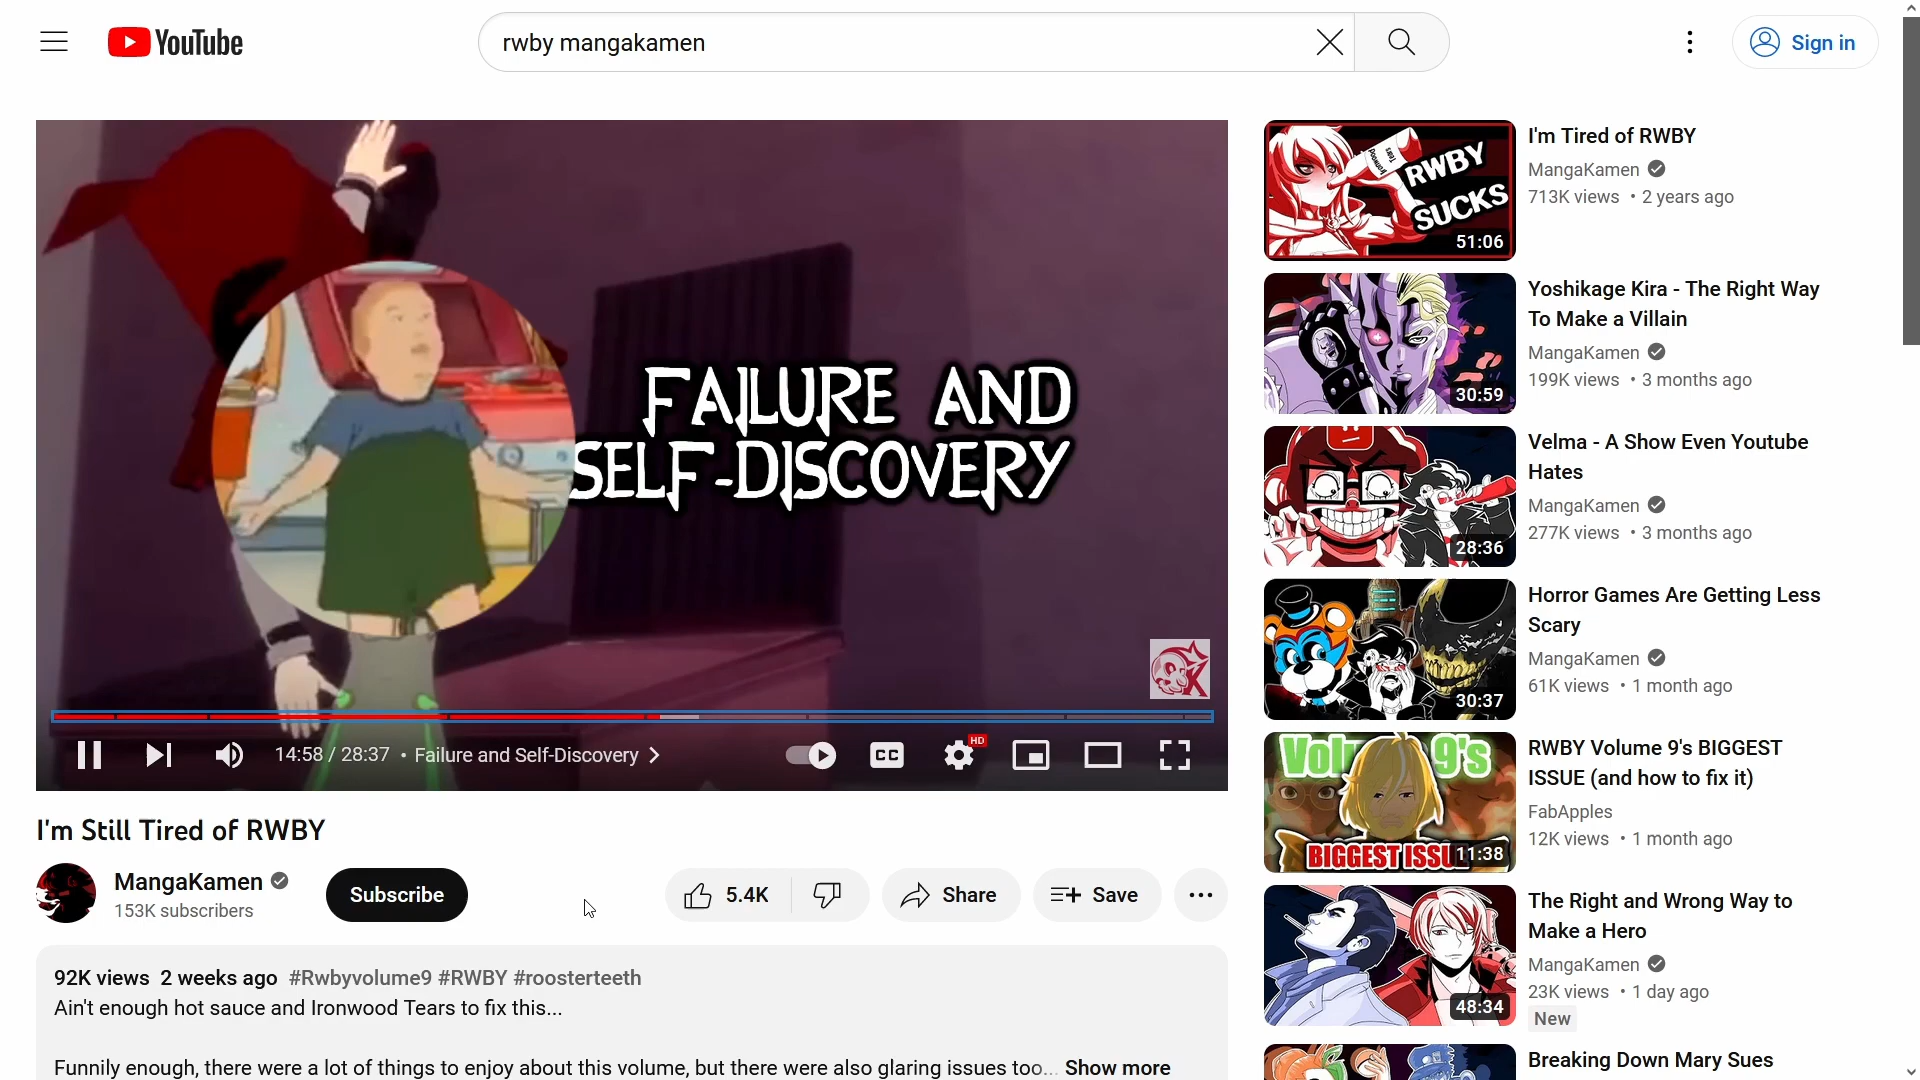 YouTube
rwby mangakamen
Sign in
FAILURE AND
SELF-DISCOVERY
14:58 / 28:37 • Failure and Self-Discovery
CC
HD
I'm Still Tired of RWBY
MangaKamen
153K subscribers
Subscribe
5.4K
Share
Save
92K views 2 weeks ago #Rwbyvolume9 #RWBY #roosterteeth
Ain't enough hot sauce and Ironwood Tears to fix this...
Funnily enough, there were a lot of things to enjoy about this volume, but there were also glaring issues too... Show more
RWBY
SUCKS
51:06
I'm Tired of RWBY
MangaKamen
713K views • 2 years ago
30:59
Yoshikage Kira - The Right Way
To Make a Villain
MangaKamen
199K views • 3 months ago
28:36
Velma - A Show Even Youtube
Hates
MangaKamen
277K views • 3 months ago
30:37
Horror Games Are Getting Less
Scary
MangaKamen
61K views • 1 month ago
9's
11:38
RWBY Volume 9's BIGGEST
ISSUE (and how to fix it)
FabApples
12K views • 1 month ago
48:34
The Right and Wrong Way to
Make a Hero
MangaKamen
23K views • 1 day ago
New
Breaking Down Mary Sues